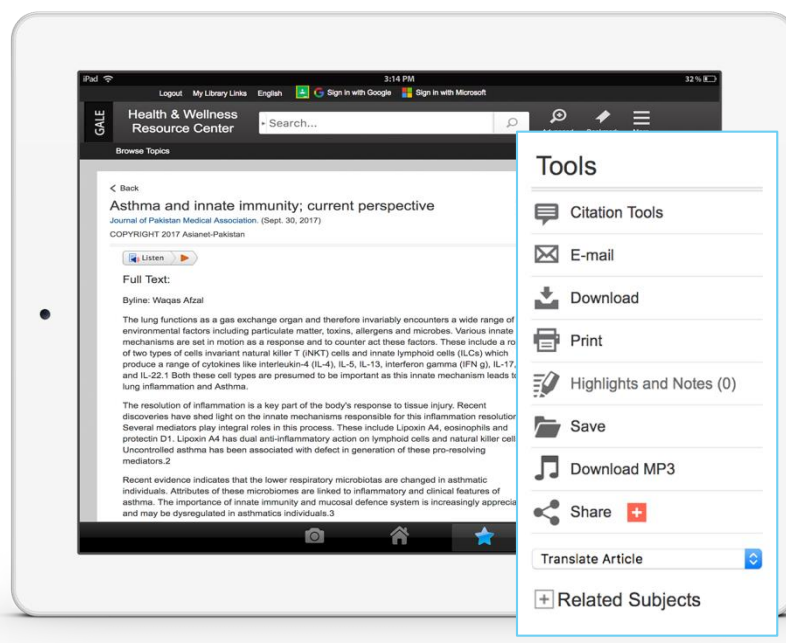 iPad
3:14 PM
32%
Logout My Library Links English Sign in with Google Sign in with Microsoft
GALE
Health & Wellness
Resource Center
Search...
Browse Topics
Back
Asthma and innate immunity; current perspective
Journal of Pakistan Medical Association. (Sept. 30, 2017)
COPYRIGHT 2017 Asianet-Pakistan
Listen
Full Text:
Byline: Waqas Afzal
The lung functions as a gas exchange organ and therefore invariably encounters a wide range of
environmental factors including particulate matter, toxins, allergens and microbes. Various innate
mechanisms are set in motion as a response and to counter act these factors. These include a ro
of two types of cells invariant natural killer T (iNKT) cells and innate lymphoid cells (ILCs) which
produce a range of cytokines like interleukin-4 (IL-4), IL-5, IL-13, interferon gamma (IFN g), IL-17,
and IL-22.1 Both these cell types are presumed to be important as this innate mechanism leads to
lung inflammation and Asthma.
The resolution of inflammation is a key part of the body's response to tissue injury. Recent
discoveries have shed light on the innate mechanisms responsible for this inflammation resolution
Several mediators play integral roles in this process. These include Lipoxin A4, eosinophils and
protectin D1. Lipoxin A4 has dual anti-inflammatory action on lymphoid cells and natural killer cell
Uncontrolled asthma has been associated with defect in generation of these pro-resolving
mediators.2
Recent evidence indicates that the lower respiratory microbiotas are changed in asthmatic
individuals. Attributes of these microbiomes are linked to inflammatory and clinical features of
asthma. The importance of innate immunity and mucosal defence system is increasingly apprecia
and may be dysregulated in asthmatics individuals.3
Tools
Citation Tools
E-mail
Download
Print
Highlights and Notes (0)
Save
Download MP3
Share
Translate Article
Related Subjects